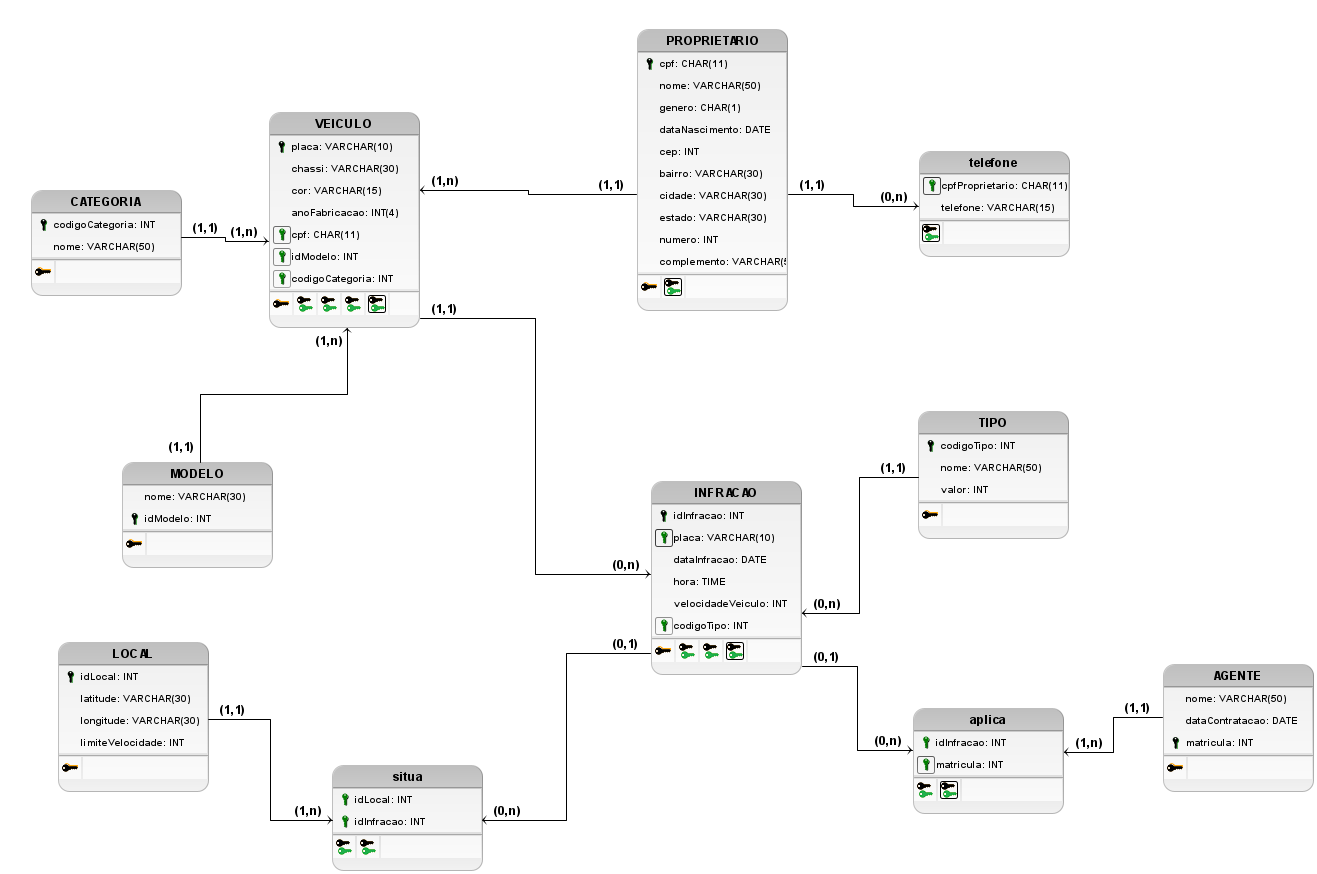 PROPRIETARIO
cpf: CHAR(11)
nome: VARCHAR(50)
genero: CHAR(1)
dataNascimento: DATE
cep: INT
bairro: VARCHAR(30)
cidade: VARCHAR(30)
estado: VARCHAR(30)
numero: INT
complemento: VARCHAR(
VEICULO
placa: VARCHAR(10)
chassi: VARCHAR(30)
cor: VARCHAR(15)
anoFabricacao: INT(4)
cpf: CHAR(11)
idModelo: INT
codigoCategoria: INT
telefone
cpfProprietario: CHAR(11)
telefone: VARCHAR(15)
CATEGORIA
codigoCategoria: INT
nome: VARCHAR(50)
(1,n)
(1,1)
(1,1)
(0,n)
(1,1)
(1,n)
(1,1)
(1,n)
(1,1)
MODELO
nome: VARCHAR(30)
idModelo: INT
TIPO
codigoTipo: INT
nome: VARCHAR(50)
valor: INT
(1,1)
INFRACAO
idInfracao: INT
placa: VARCHAR(10)
dataInfracao: DATE
hora: TIME
velocidadeVeiculo: INT
codigoTipo: INT
(0,n)
(0,n)
(0,1)
(0,1)
LOCAL
idLocal: INT
latitude: VARCHAR(30)
longitude: VARCHAR(30)
limiteVelocidade: INT
(1,1)
AGENTE
nome: VARCHAR(50)
dataContratacao: DATE
matricula: INT
(1,1)
aplica
idInfracao: INT
matricula: INT
(0,n)
(1,n)
situa
idLocal: INT
idInfracao: INT
(1,n)
(0,n)